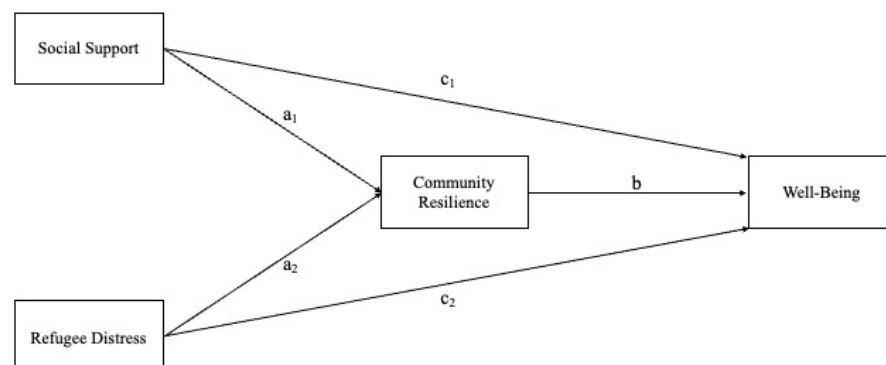 Social Support
c₁
a₁
Community
Resilience
b
Well-Being
a₂
c₂
Refugee Distress